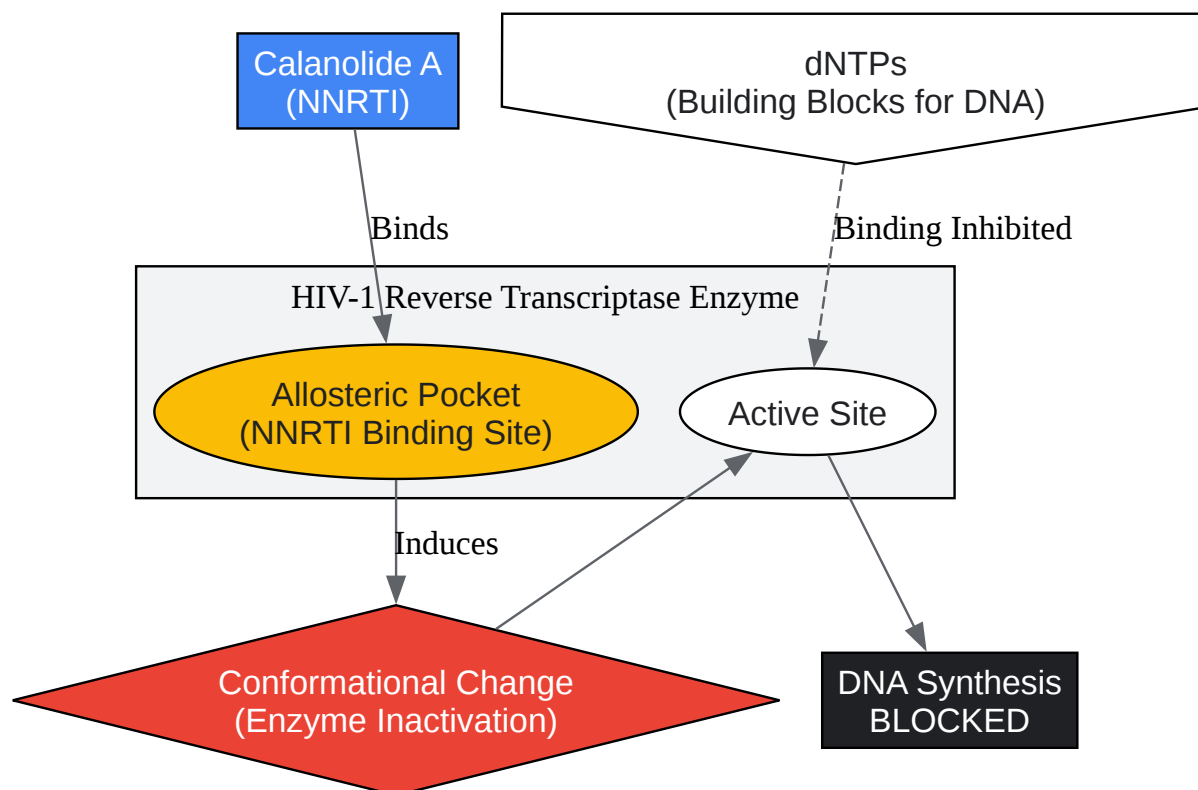 Calanolide A
(NNRTI)
dNTPs
(Building Blocks for DNA)
Binds
Binding Inhibited
HIV-1 Reverse Transcriptase Enzyme
Allosteric Pocket
(NNRTI Binding Site)
Active Site
Induces
Conformational Change
(Enzyme Inactivation)
DNA Synthesis
BLOCKED